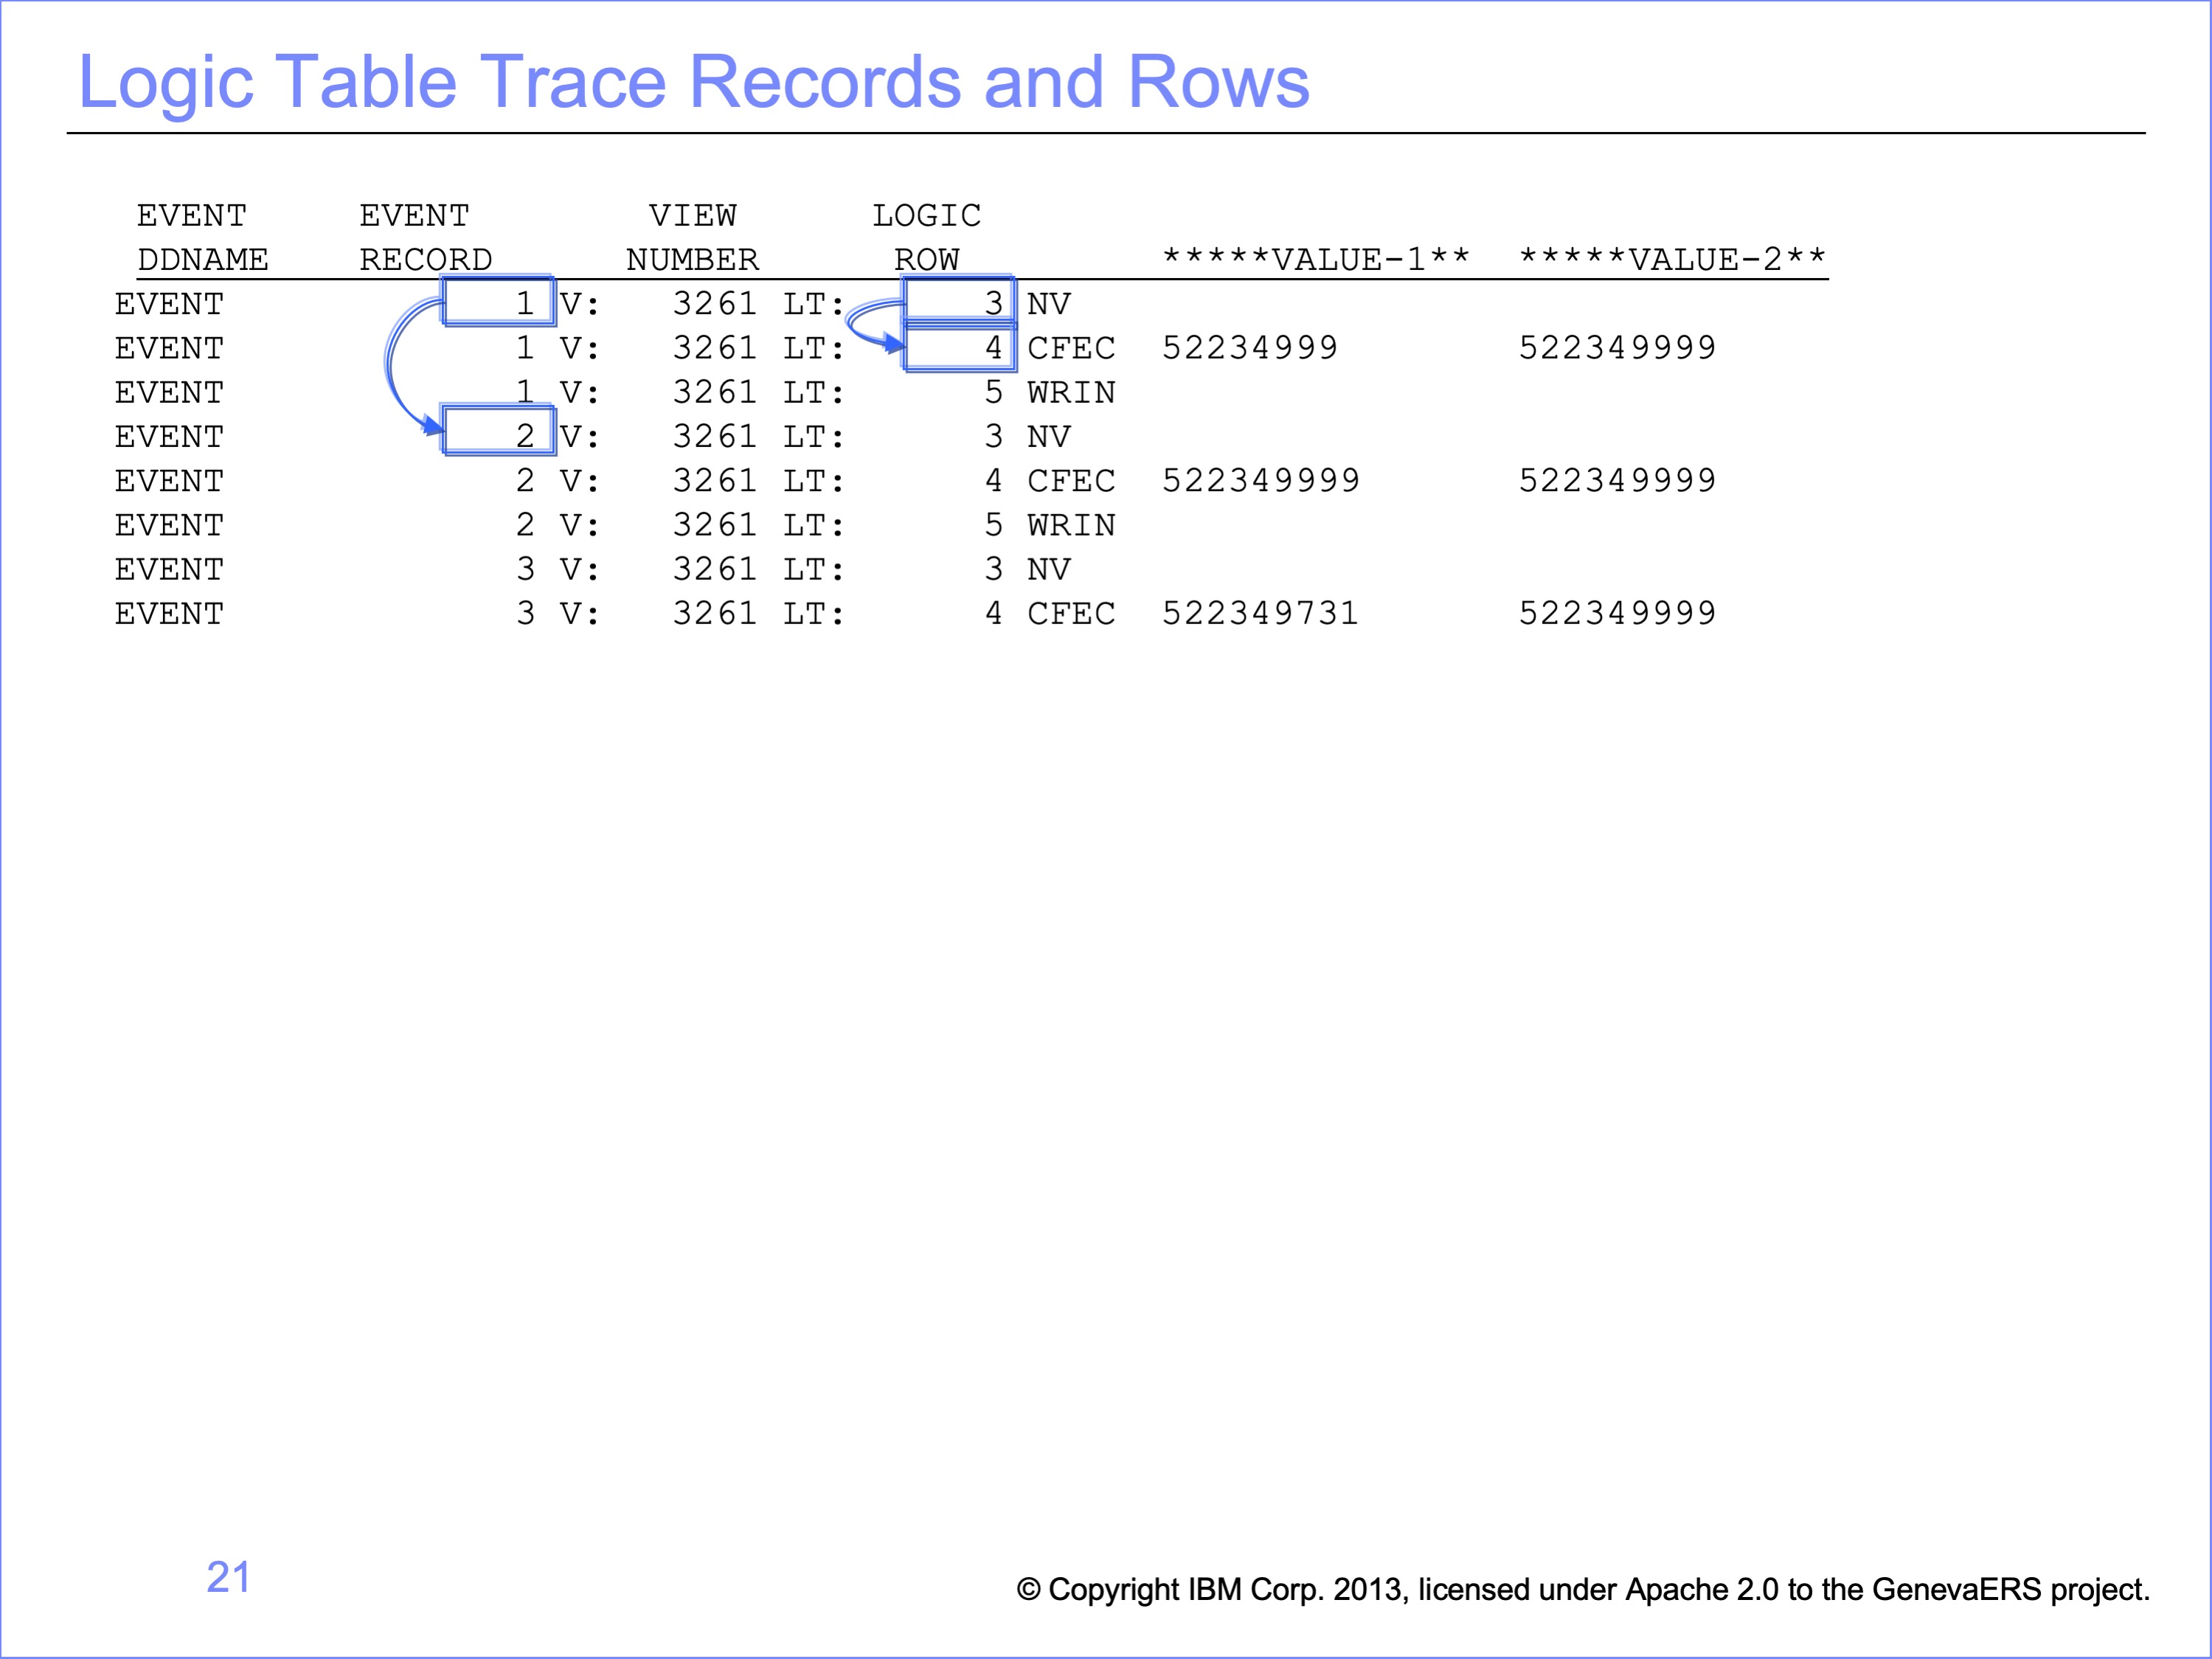 Logic Table Trace Records and Rows
EVENT EVENT VIEW LOGIC
DDNAME RECORD NUMBER ROW *****VALUE-1** *****VALUE-2**
EVENT 1 V: 3261 LT: 3 NV
EVENT 1 V: 3261 LT: 4 CFEC 52234999 522349999
EVENT 1 V: 3261 LT: 5 WRIN
EVENT 2 V: 3261 LT: 3 NV
EVENT 2 V: 3261 LT: 4 CFEC 522349999 522349999
EVENT 2 V: 3261 LT: 5 WRIN
EVENT 3 V: 3261 LT: 3 NV
EVENT 3 V: 3261 LT: 4 CFEC 522349731 522349999
21
© Copyright IBM Corp. 2013, licensed under Apache 2.0 to the GenevaERS project.